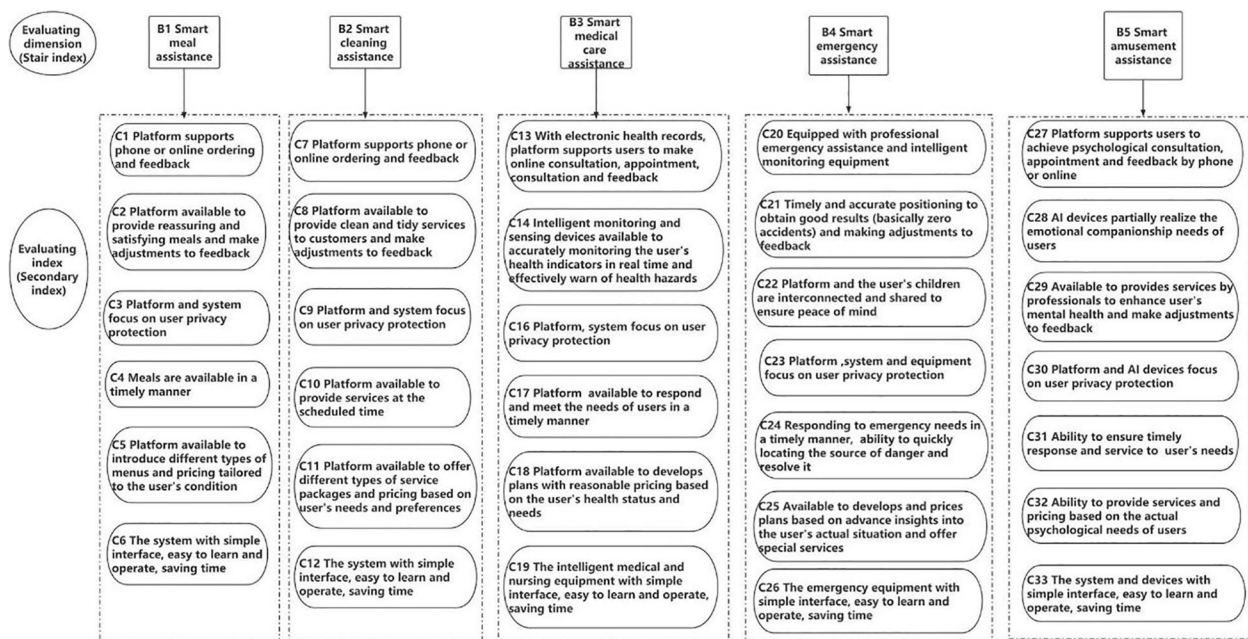 Evaluating
dimension
(Stair index)
B1 Smart
meal
assistance
B2 Smart
cleaning
assistance
B3 Smart
medical
care
assistance
B4 Smart
emergency
assistance
B5 Smart
amusement
assistance
Evaluating
index
(Secondary
index)
C1 Platform supports
phone or online ordering
and feedback
C2 Platform available to
provide reassuring and
satisfying meals and make
adjustments to feedback
C3 Platform and system
focus on user privacy
protection
C4 Meals are available in a
timely manner
C5 Platform available to
introduce different types of
menus and pricing tailored
to the user's condition
C6 The system with simple
interface, easy to learn and
operate, saving time
C7 Platform supports phone or
online ordering and feedback
C8 Platform available to
provide clean and tidy services
to customers and make
adjustments to feedback
C9 Platform and system focus
on user privacy protection
C10 Platform available to
provide services at the
scheduled time
C11 Platform available to offer
different types of service
packages and pricing based on
user's needs and preferences
C12 The system with simple
interface, easy to learn and
operate, saving time
C13 With electronic health records,
platform supports users to make
online consultation, appointment,
consultation and feedback
C14 Intelligent monitoring and
sensing devices available to
accurately monitoring the user's
health indicators in real time and
effectively warn of health hazards
C16 Platform, system focus on user
privacy protection
C17 Platform available to respond
and meet the needs of users in a
timely manner
C18 Platform available to develops
plans with reasonable pricing based
on the user's health status and
needs
C19 The intelligent medical and
nursing equipment with simple
interface, easy to learn and operate,
saving time
C20 Equipped with professional
emergency assistance and intelligent
monitoring equipment
C21 Timely and accurate positioning to
obtain good results (basically zero
accidents) and making adjustments to
feedback
C22 Platform and the user's children
are interconnected and shared to
ensure peace of mind
C23 Platform ,system and equipment
focus on user privacy protection
C24 Responding to emergency needs in
a timely manner, ability to quickly
locating the source of danger and
resolve it
C25 Available to develops and prices
plans based on advance insights into
the user's actual situation and offer
special services
C26 The emergency equipment with
simple interface, easy to learn and
operate, saving time
C27 Platform supports users to
achieve psychological consultation,
appointment and feedback by phone
or online
C28 AI devices partially realize the
emotional companionship needs of
users
C29 Available to provides services by
professionals to enhance user's
mental health and make adjustments
to feedback
C30 Platform and AI devices focus
on user privacy protection
C31 Ability to ensure timely
response and service to user's needs
C32 Ability to provide services and
pricing based on the actual
psychological needs of users
C33 The system and devices with
simple interface, easy to learn and
operate, saving time